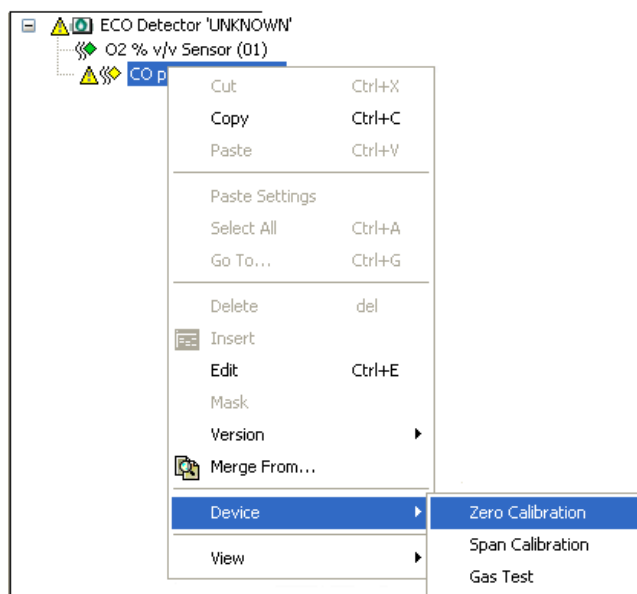 ECO Detector 'UNKNOWN'
O2 % v/v Sensor (01)
CO p
Cut Ctrl+X
Copy Ctrl+C
Paste Ctrl+V
Paste Settings
Select All Ctrl+A
Go To... Ctrl+G
Delete del
Insert
Edit Ctrl+E
Mask
Version
Merge From...
Device
Zero Calibration
Span Calibration
View
Gas Test